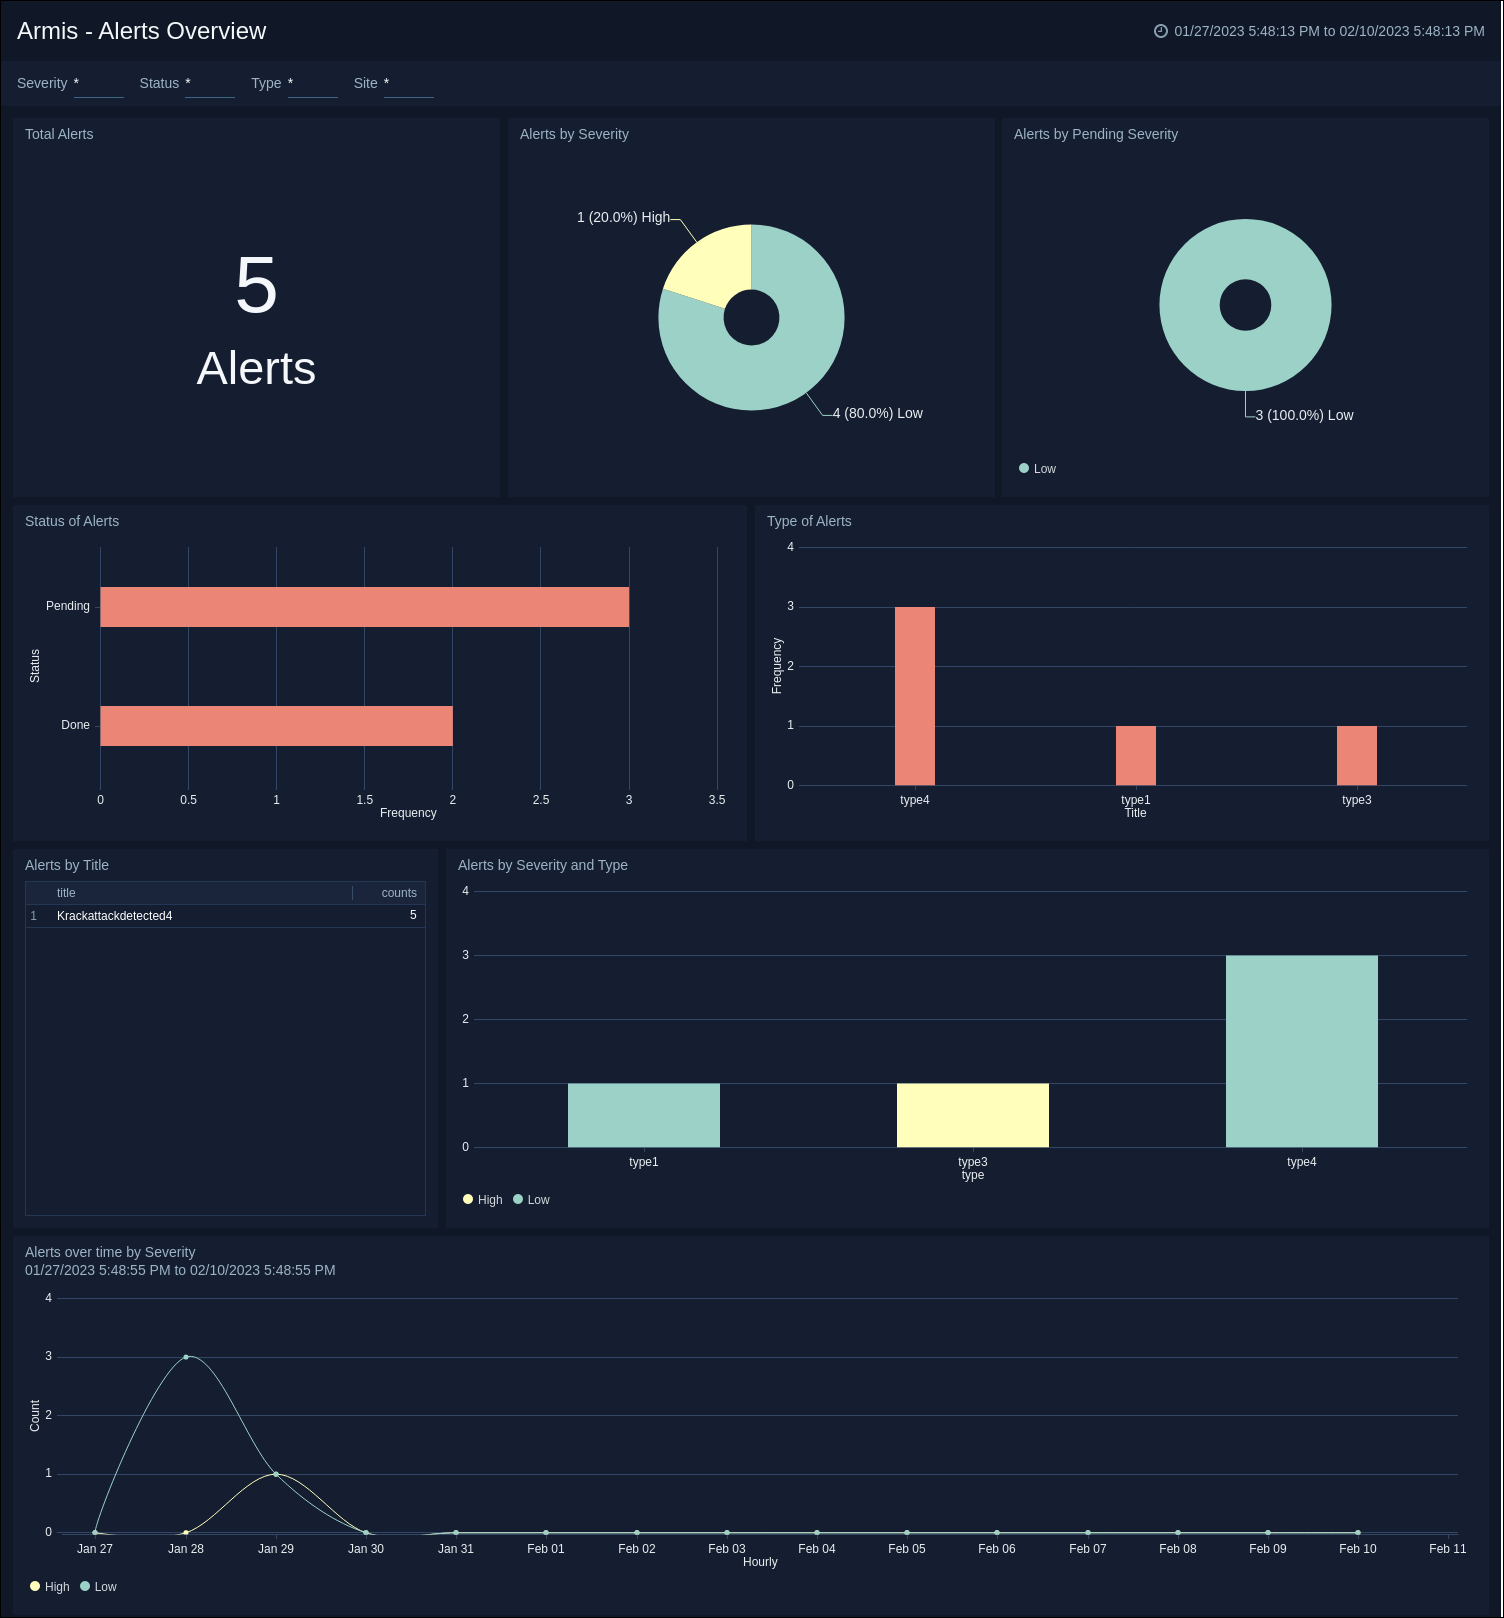 Armis - Alerts Overview
01/27/2023 5:48:13 PM to 02/10/2023 5:48:13 PM
Severity *
Status *
Type *
Site *
Total Alerts
5
Alerts
Alerts by Severity
1 (20.0%) High
4 (80.0%) Low
Alerts by Pending Severity
3 (100.0%) Low
Low
Status of Alerts
Status
Pending
Done
0 0.5 1 1.5 2 2.5 3 3.5
Frequency
Type of Alerts
Frequency
4
3
2
1
0
type4 type1 type3
Title
Alerts by Title
title counts
1 Krackattackdetected4 5
Alerts by Severity and Type
4
3
2
1
0
type1 type3 type4
type
High Low
Alerts over time by Severity
01/27/2023 5:48:55 PM to 02/10/2023 5:48:55 PM
Count
4
3
2
1
0
Jan 27 Jan 28 Jan 29 Jan 30 Jan 31 Feb 01 Feb 02 Feb 03 Feb 04 Feb 05 Feb 06 Feb 07 Feb 08 Feb 09 Feb 10 Feb 11
Hourly
High Low